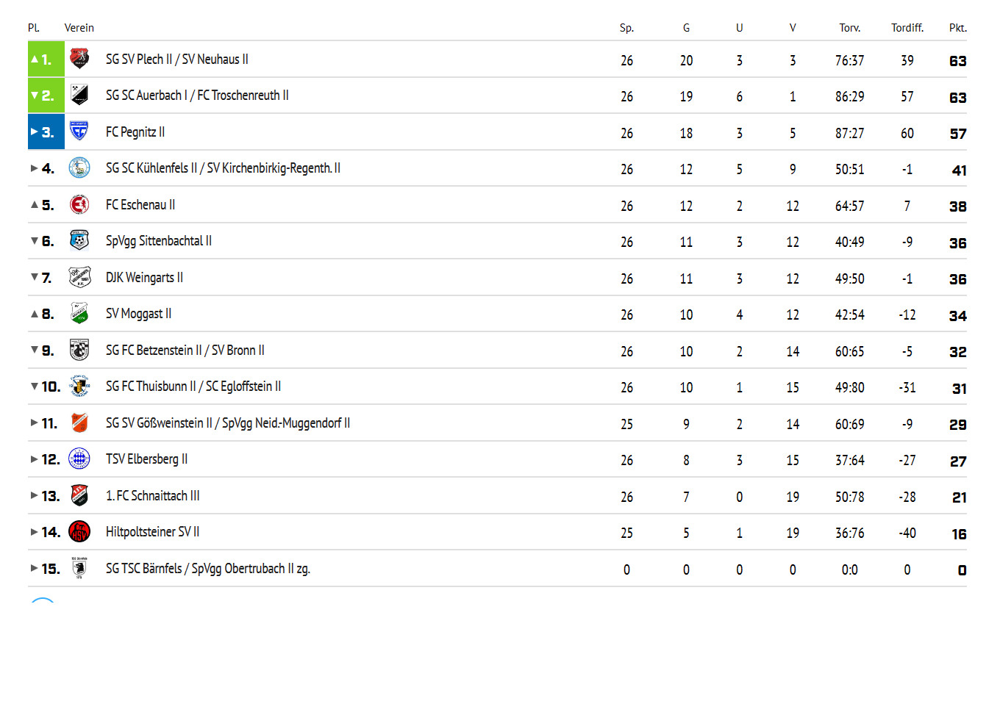 Pl. Verein Sp. G U V Torv. Tordiff. Pkt.
1. SG SV Plech II / SV Neuhaus II 26 20 3 3 76:37 39 63
2. SG SC Auerbach I / FC Troschenreuth II 26 19 6 1 86:29 57 63
3. FC Pegnitz II 26 18 3 5 87:27 60 57
4. SG SC Kühlenfels II / SV Kirchenbirkig-Regenth. II 26 12 5 9 50:51 -1 41
5. FC Eschenau II 26 12 2 12 64:57 7 38
6. SpVgg Sittenbachtal II 26 11 3 12 40:49 -9 36
7. DJK Weingarts II 26 11 3 12 49:50 -1 36
8. SV Moggast II 26 10 4 12 42:54 -12 34
9. SG FC Betzenstein II / SV Bronn II 26 10 2 14 60:65 -5 32
10. SG FC Thuisbunn II / SC Egloffstein II 26 10 1 15 49:80 -31 31
11. SG SV Gößweinstein II / SpVgg Neid.-Muggendorf II 25 9 2 14 60:69 -9 29
12. TSV Elbersberg II 26 8 3 15 37:64 -27 27
13. 1. FC Schnaittach III 26 7 0 19 50:78 -28 21
14. Hiltpoltsteiner SV II 25 5 1 19 36:76 -40 16
15. SG TSC Bärnfels / SpVgg Obertrubach II zg. 0 0 0 0 0:0 0 0